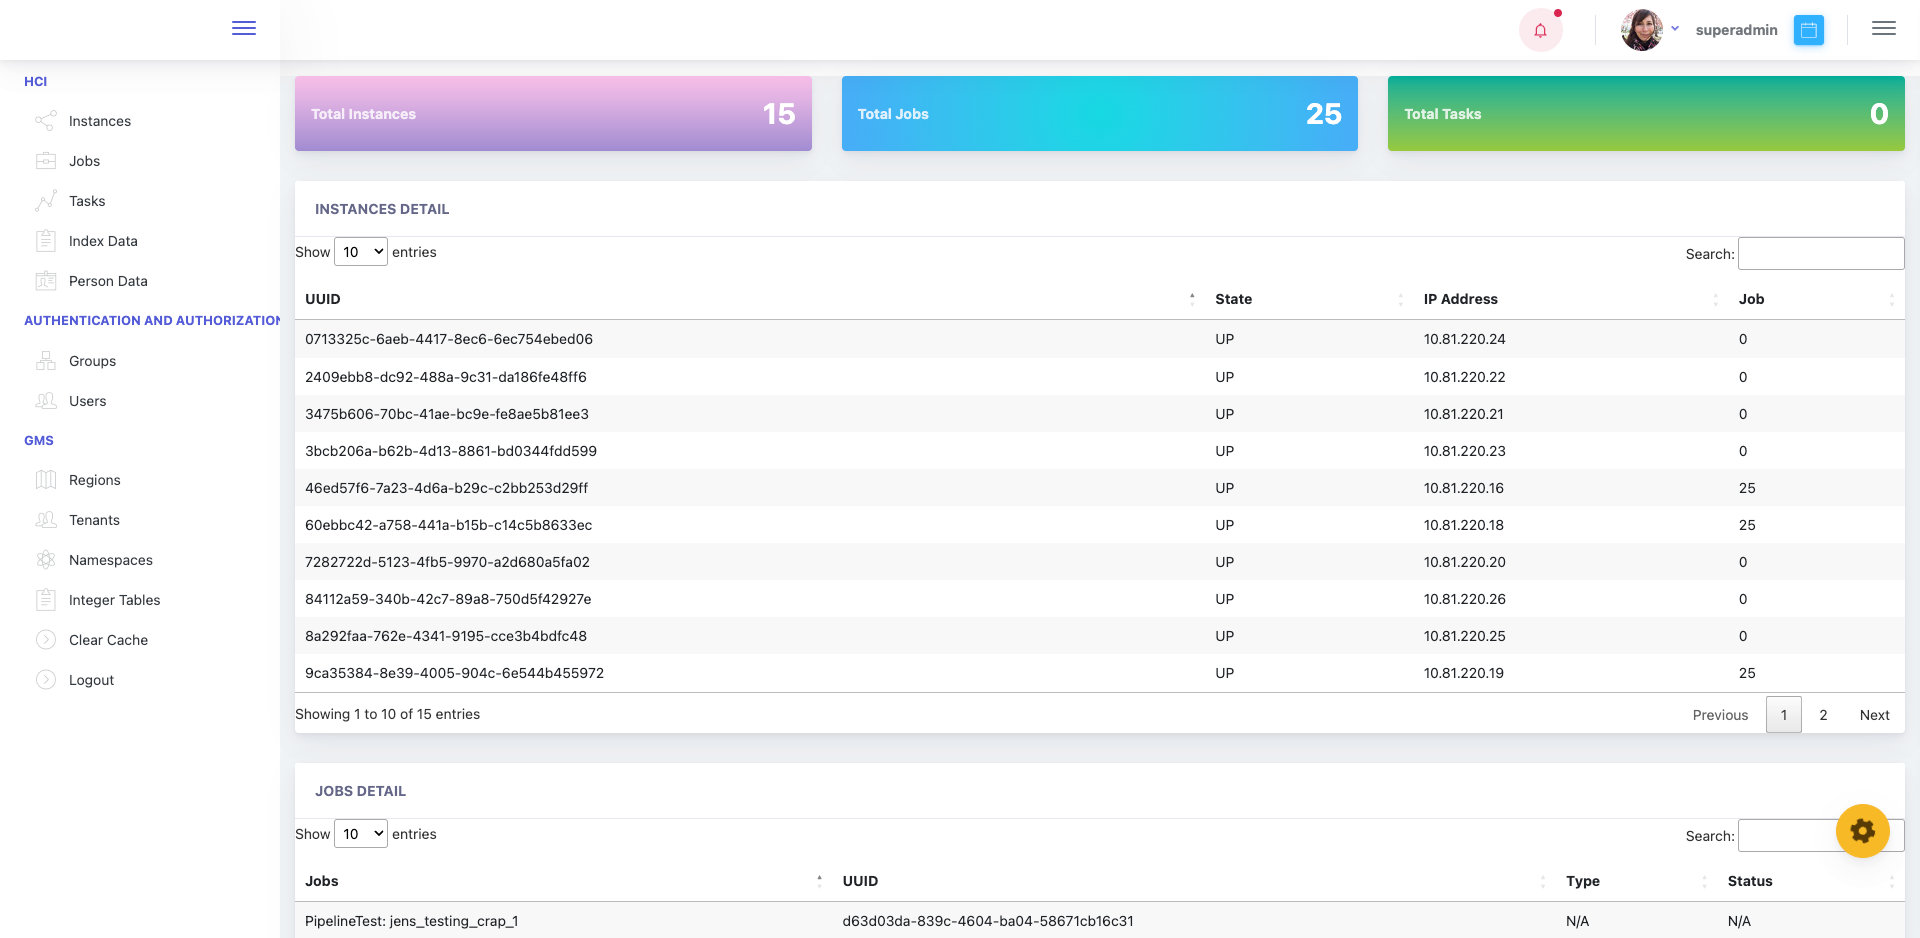 superadmin
HCI
Instances
Jobs
Tasks
Index Data
Person Data
AUTHENTICATION AND AUTHORIZATION
Groups
Users
GMS
Regions
Tenants
Namespaces
Integer Tables
Clear Cache
Logout
Total Instances 15
Total Jobs 25
Total Tasks 0
INSTANCES DETAIL
Show 10 entries Search:
UUID State IP Address Job
0713325c-6aeb-4417-8ec6-6ec754ebed06 UP 10.81.220.24 0
2409ebb8-dc92-488a-9c31-da186fe48ff6 UP 10.81.220.22 0
3475b606-70bc-41ae-bc9e-fe8ae5b81ee3 UP 10.81.220.21 0
3bcb206a-b62b-4d13-8861-bd0344fdd599 UP 10.81.220.23 0
46ed57f6-7a23-4d6a-b29c-c2bb253d29ff UP 10.81.220.16 25
60ebbc42-a758-441a-b15b-c14c5b8633ec UP 10.81.220.18 25
7282722d-5123-4fb5-9970-a2d680a5fa02 UP 10.81.220.20 0
84112a59-340b-42c7-89a8-750d5f42927e UP 10.81.220.26 0
8a292faa-762e-4341-9195-cce3b4bdfc48 UP 10.81.220.25 0
9ca35384-8e39-4005-904c-6e544b455972 UP 10.81.220.19 25
Showing 1 to 10 of 15 entries Previous 1 2 Next
JOBS DETAIL
Show 10 entries Search:
Jobs UUID Type Status
PipelineTest: jens_testing_crap_1 d63d03da-839c-4604-ba04-58671cb16c31 N/A N/A